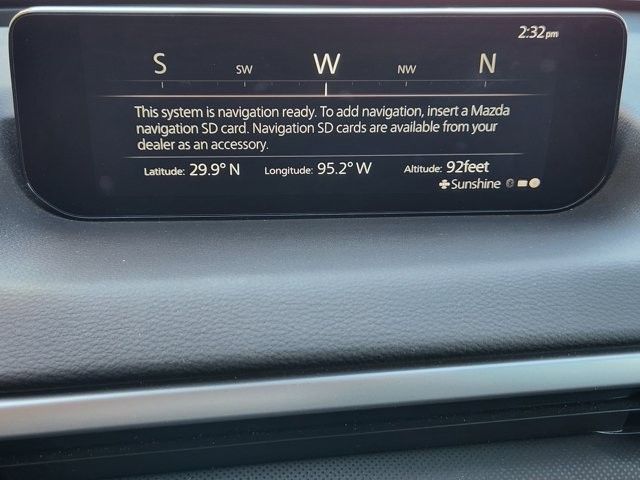 2:32pm
S SW W NW N
This system is navigation ready. To add navigation, insert a Mazda
navigation SD card. Navigation SD cards are available from your
dealer as an accessory.
Latitude: 29.9° N Longitude: 95.2° W Altitude: 92feet
Sunshine